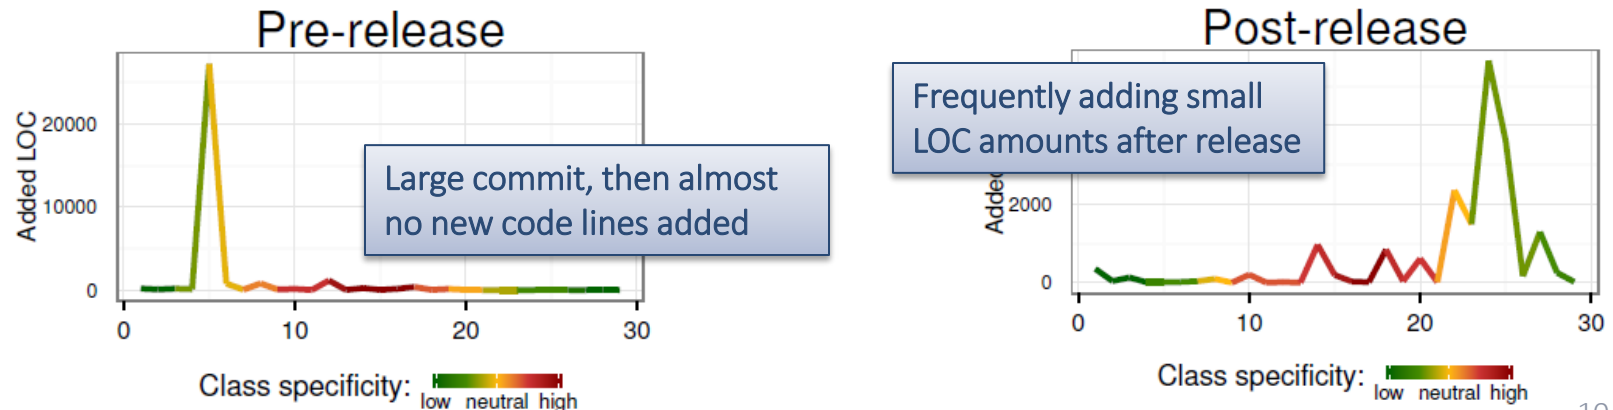 Pre-release
Added LOC
20000
10000
0
Large commit, then almost
no new code lines added
0 10 20 30
Class specificity:
low neutral high
Post-release
Frequently adding small
LOC amounts after release
2000
0
0 10 20 30
Class specificity:
low neutral high